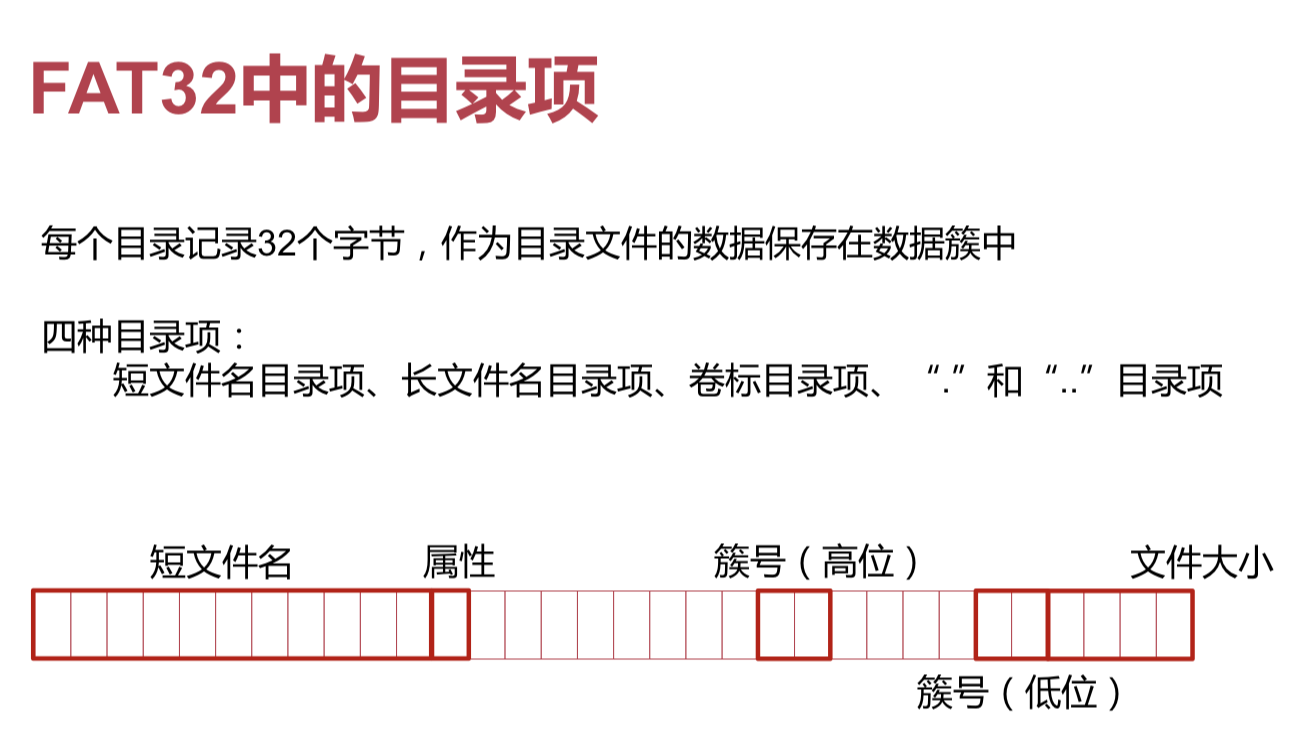 FAT32中的目录项
每个目录记录32个字节，作为目录文件的数据保存在数据簇中
四种目录项：
短文件名目录项、长文件名目录项、卷标目录项、“.”和“..”目录项
短文件名 属性 簇号（高位） 文件大小
簇号（低位）